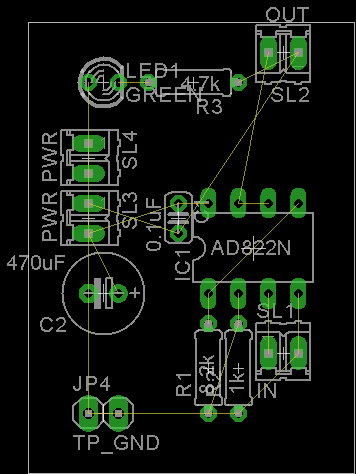 OUT
LED1
GREEN
4.7k
R3
SL2
PWR
SL4
PWR
SL3
0.1uF
IC1
AD822N
470uF
C2
SL1
IN
R1
8.2k
1k+
JP4
TP_GND